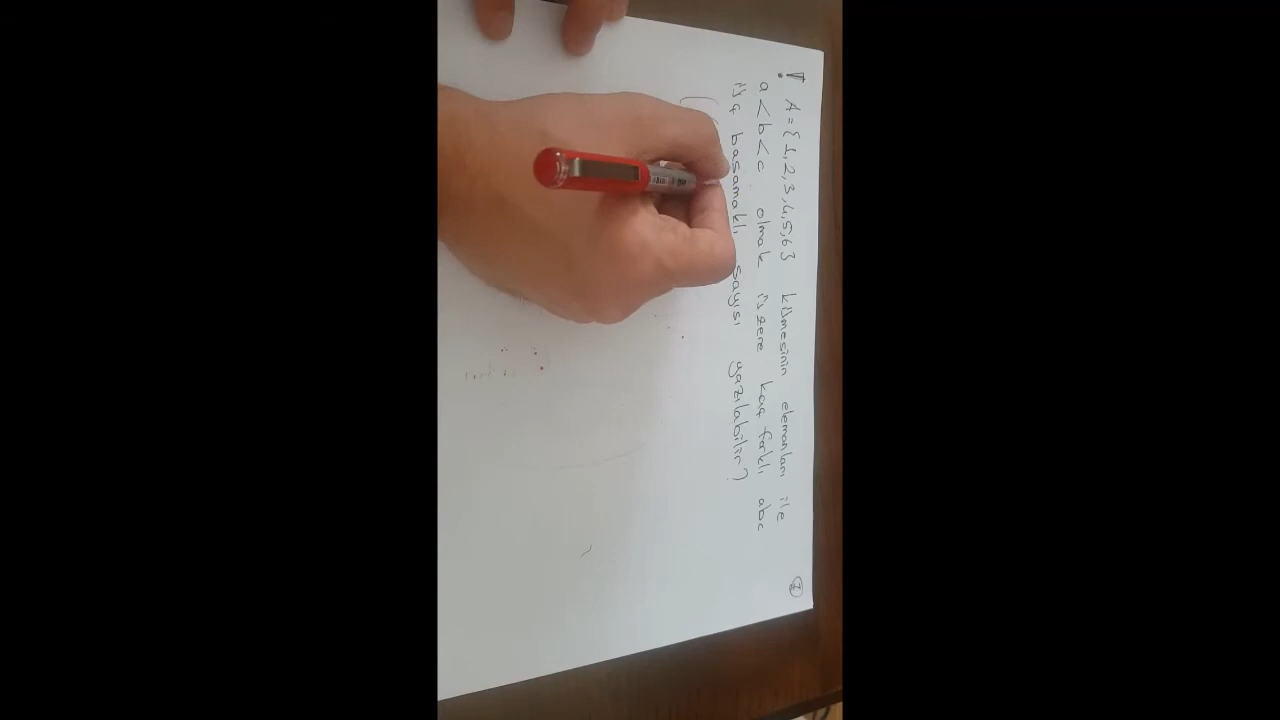 ! A = {1,2,3,4,5,6} kümesinin elemanları ile
a<b<c olmak üzere kaç farklı abc
üç basamaklı sayısı yazılabilir?